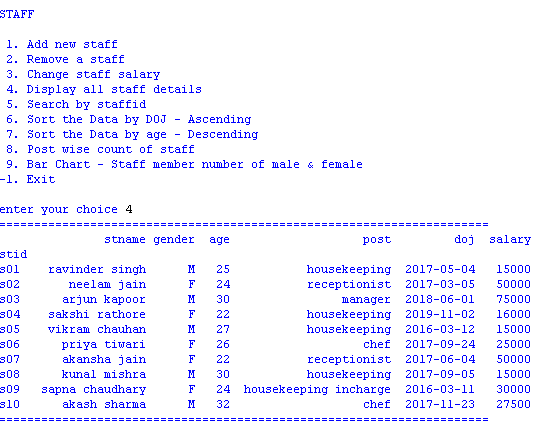 STAFF
1. Add new staff
2. Remove a staff
3. Change staff salary
4. Display all staff details
5. Search by staffid
6. Sort the Data by DOJ - Ascending
7. Sort the Data by age - Descending
8. Post wise count of staff
9. Bar Chart - Staff member number of male & female
-1. Exit
enter your choice 4
======================================================================
stname gender age post doj salary
stid
s01 ravinder singh M 25 housekeeping 2017-05-04 15000
s02 neelam jain F 24 receptionist 2017-03-05 50000
s03 arjun kapoor M 30 manager 2018-06-01 75000
s04 sakshi rathore F 22 housekeeping 2019-11-02 16000
s05 vikram chauhan M 27 housekeeping 2016-03-12 15000
s06 priya tiwari F 26 chef 2017-09-24 25000
s07 akansha jain F 22 receptionist 2017-06-04 50000
s08 kunal mishra M 30 housekeeping 2017-09-05 15000
s09 sapna chaudhary F 24 housekeeping incharge 2016-03-11 30000
s10 akash sharma M 32 chef 2017-11-23 27500
======================================================================